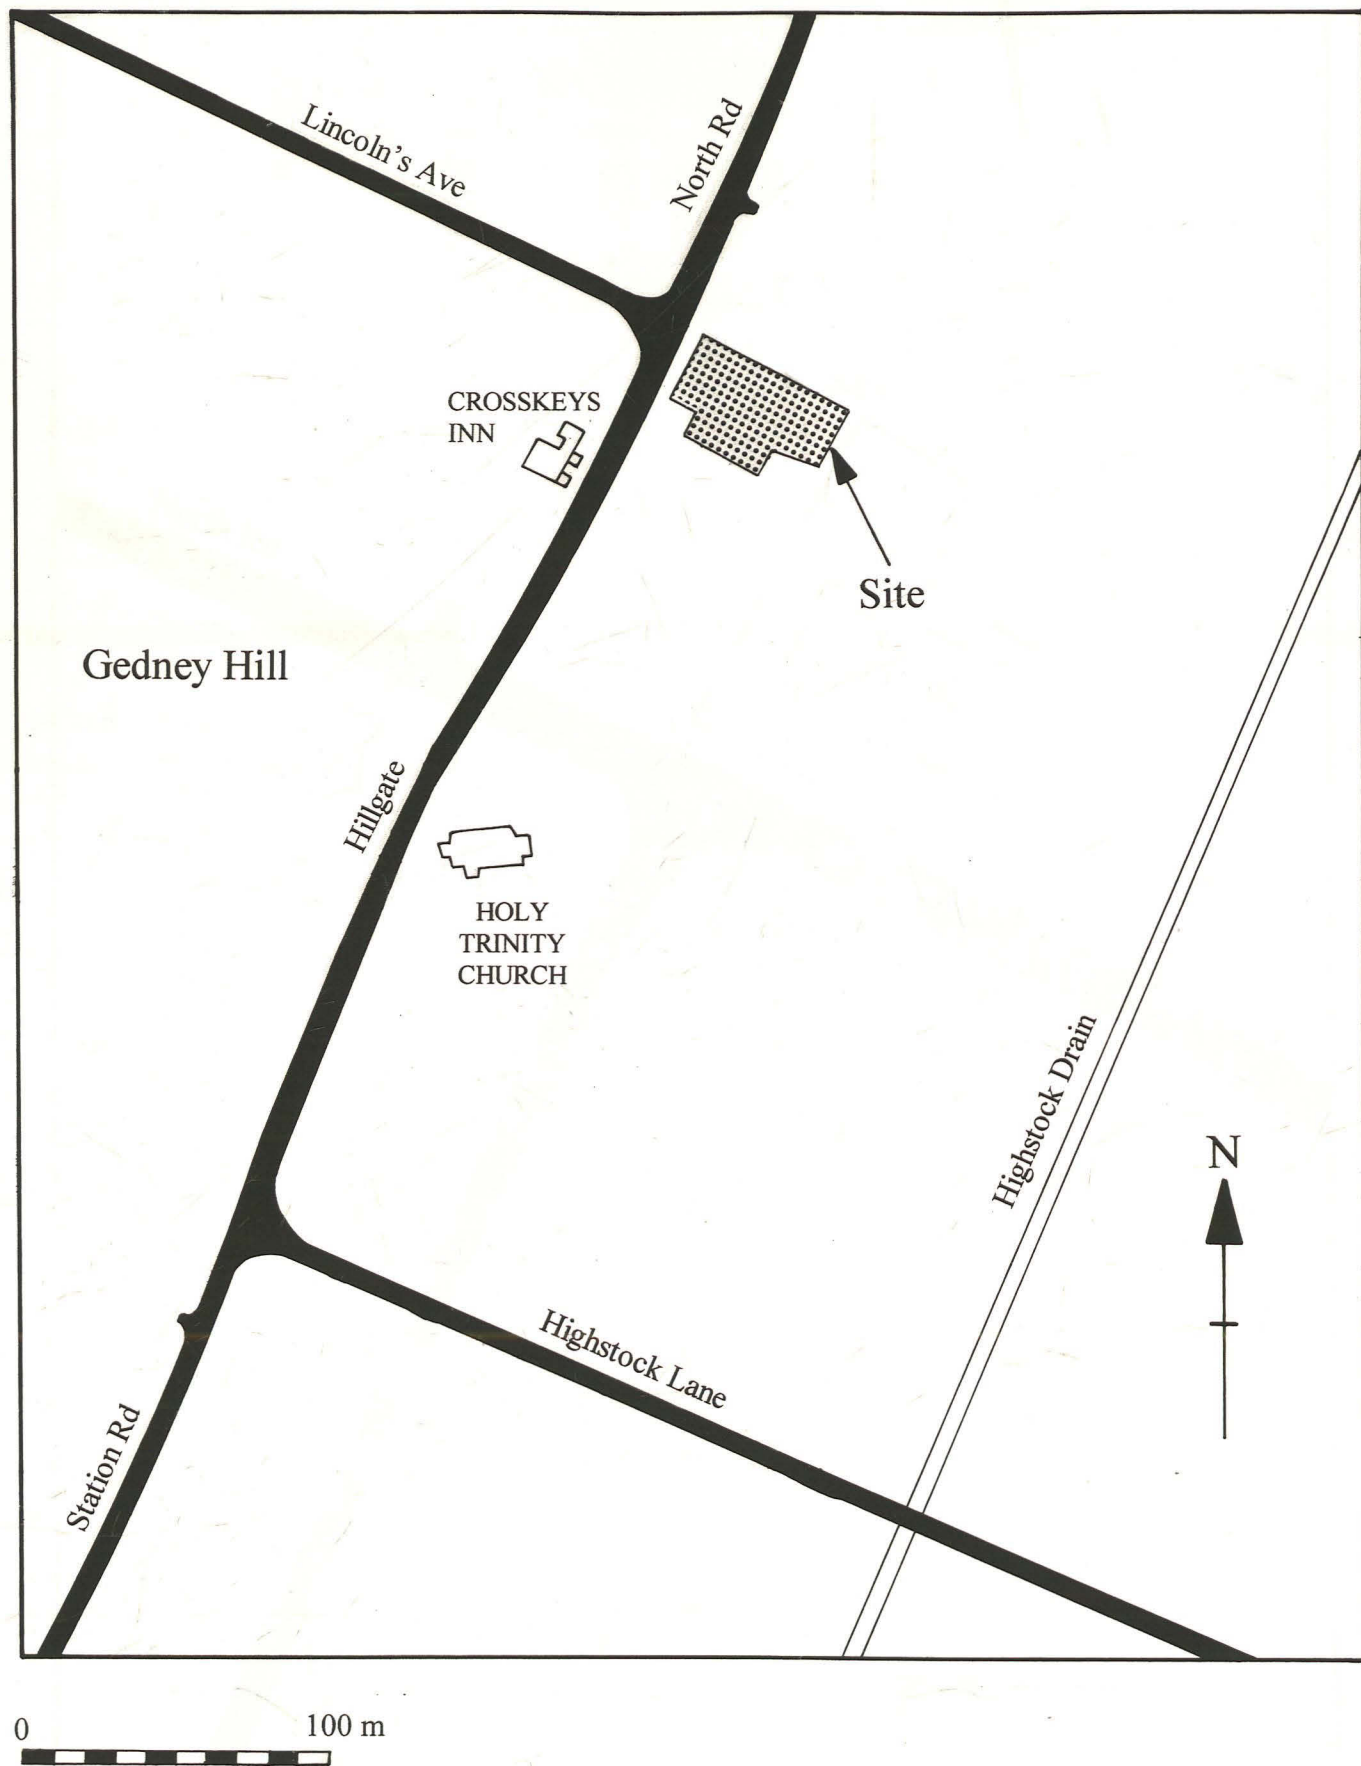 Lincoln's Ave
North Rd
CROSSKEYS
INN
Site
Gedney Hill
Hillgate
HOLY
TRINITY
CHURCH
Highstock Drain
N
Highstock Lane
Station Rd
0 100 m